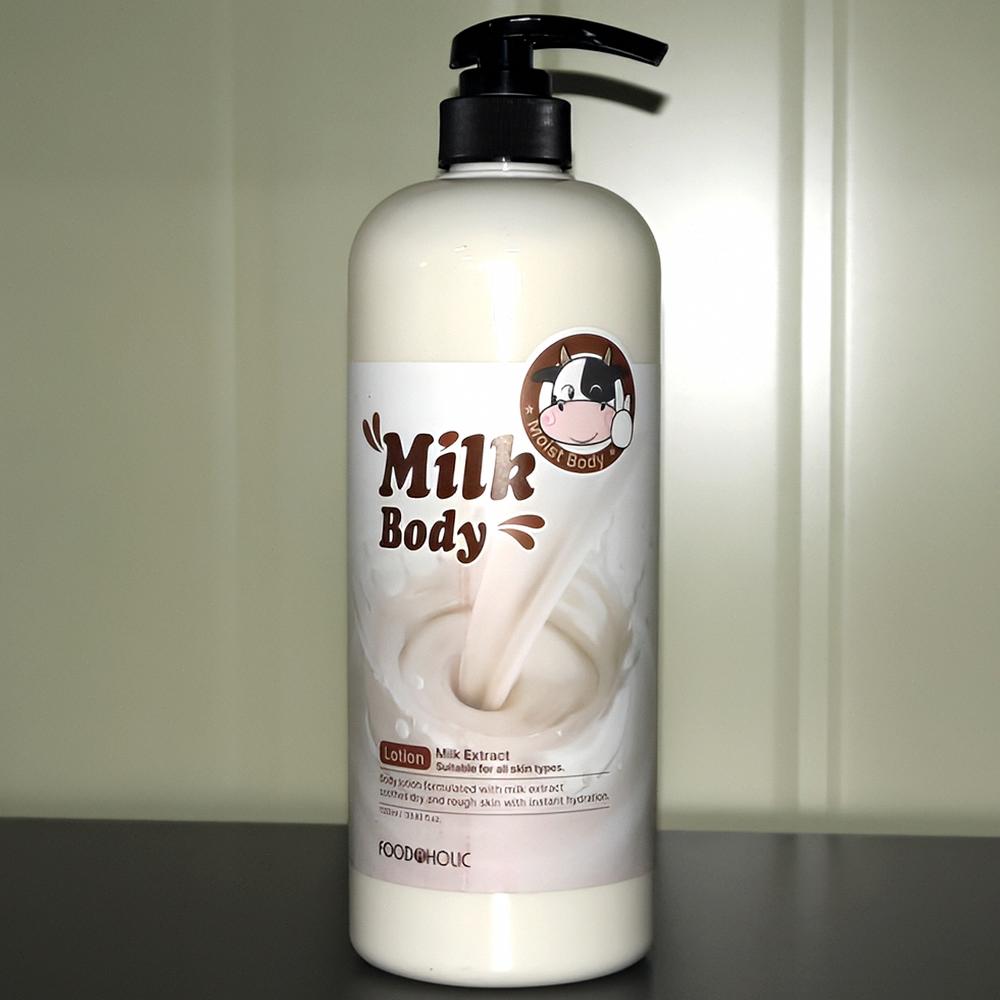 Moist Body
Milk
Body
Lotion
Milk Extract
Suitable for all skin types.
Body lotion formulated with milk extract
soothes dry and rough skin with instant hydration.
FOODAHOLIC